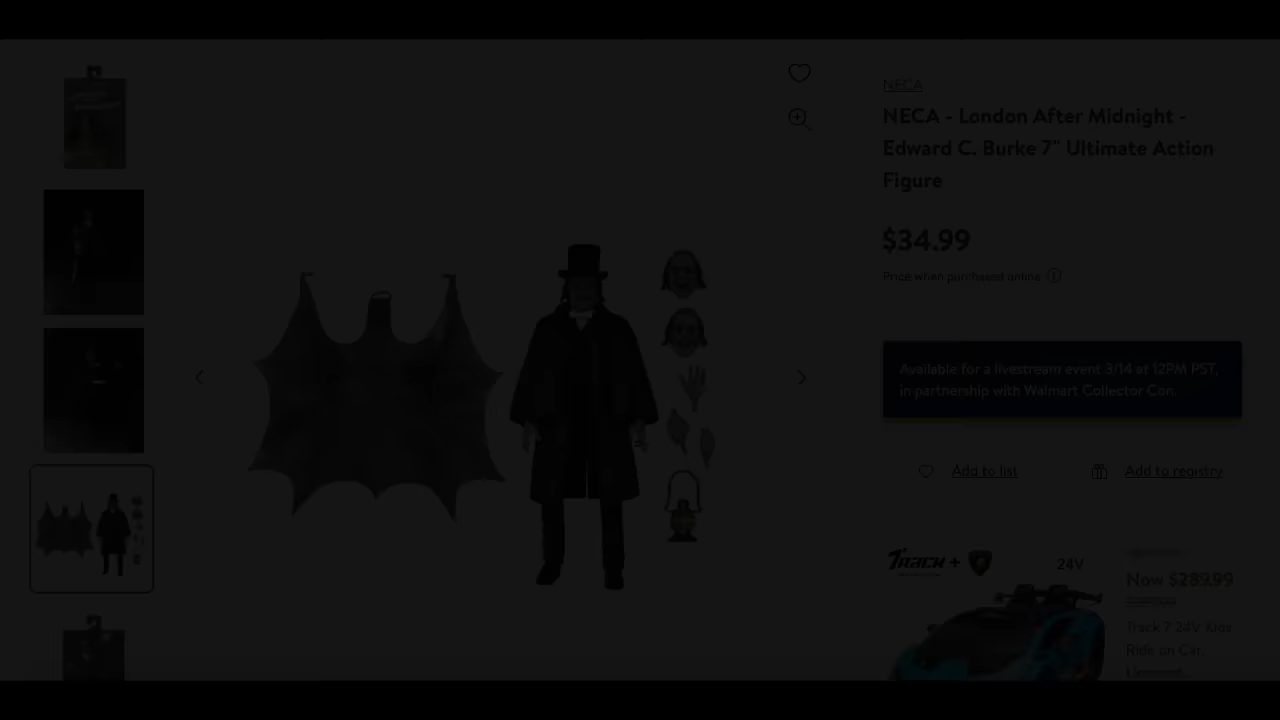 NECA
NECA - London After Midnight -
Edward C. Burke 7" Ultimate Action
Figure
$34.99
Price when purchased online
Available for a livestream event 3/14 at 12PM PST,
in partnership with Walmart Collector Con.
Add to list
Add to registry
Track +
24V
Now $289.99
Track 7 24V Kids
Ride on Car,